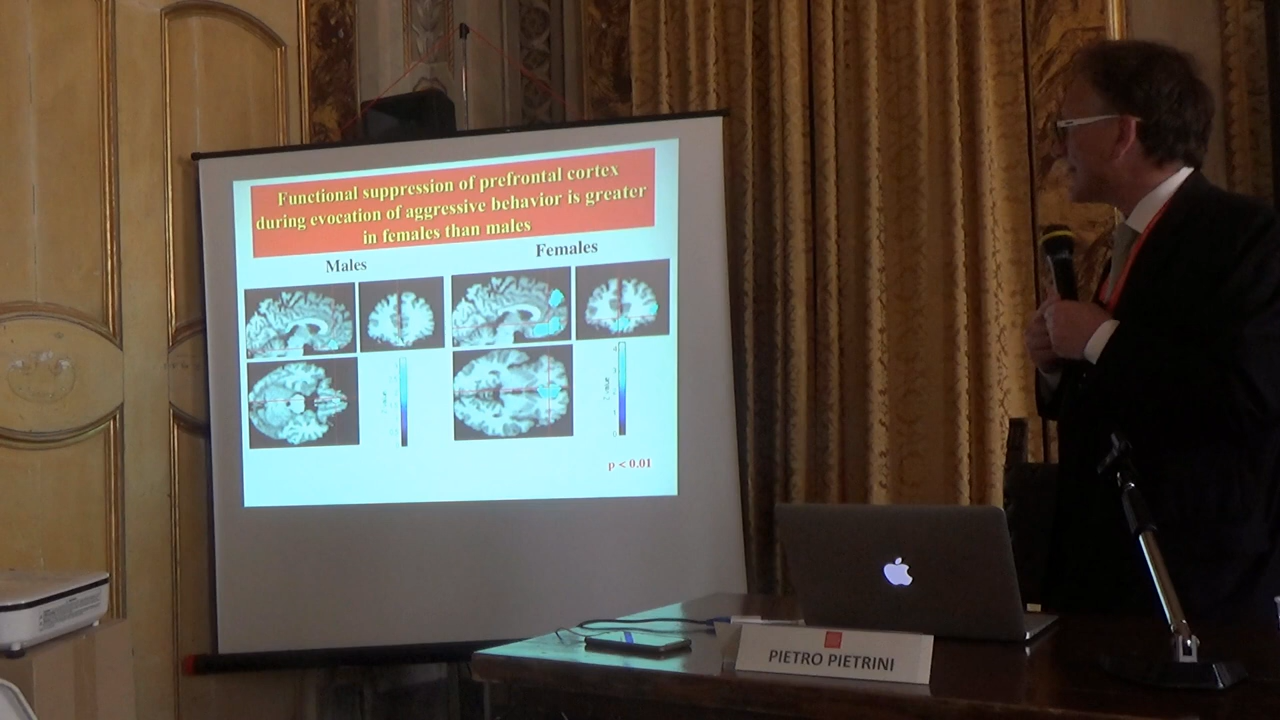 Functional suppression of prefrontal cortex
during evocation of aggressive behavior is greater
in females than males
Males
Females
p < 0.01
PIETRO PIETRINI